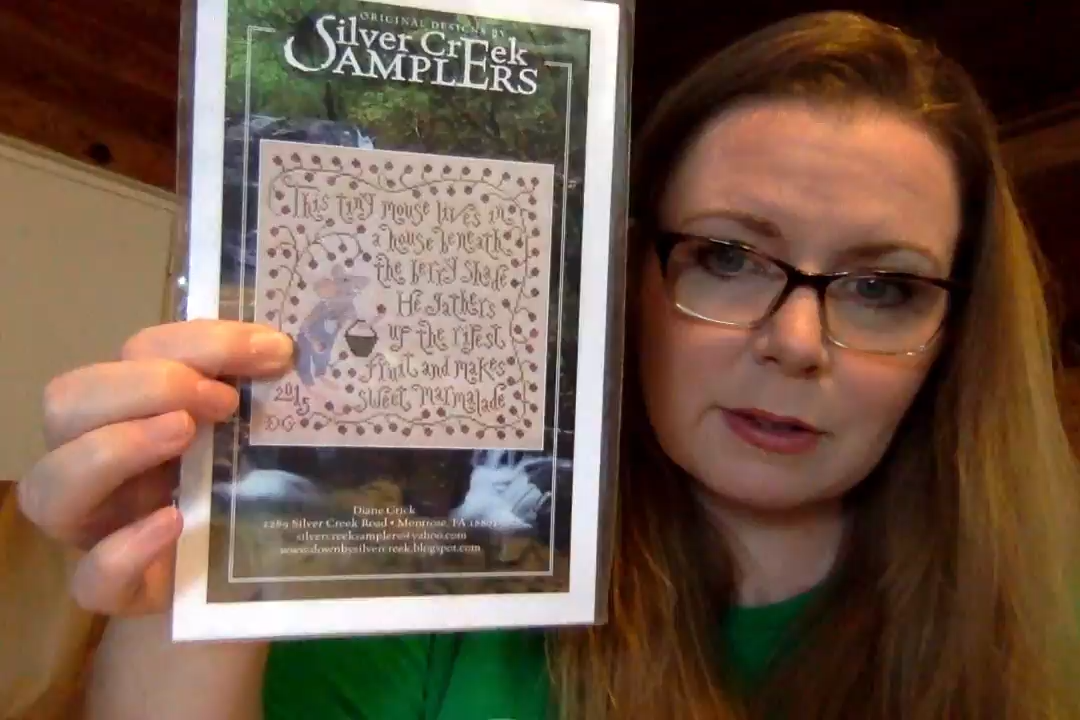 ORIGINAL DESIGNS BY
Silver CrEek
SAMPLERS
This tiny mouse lives in
a house beneath
the berry shade
He gathers
up the ripest
fruit and makes
sweet marmalade
2015
DG
Diane Crick
1289 Silver Creek Road • Montrose, PA 18801
silvercreeksamplers@yahoo.com
www.downbysilvercreek.blogspot.com